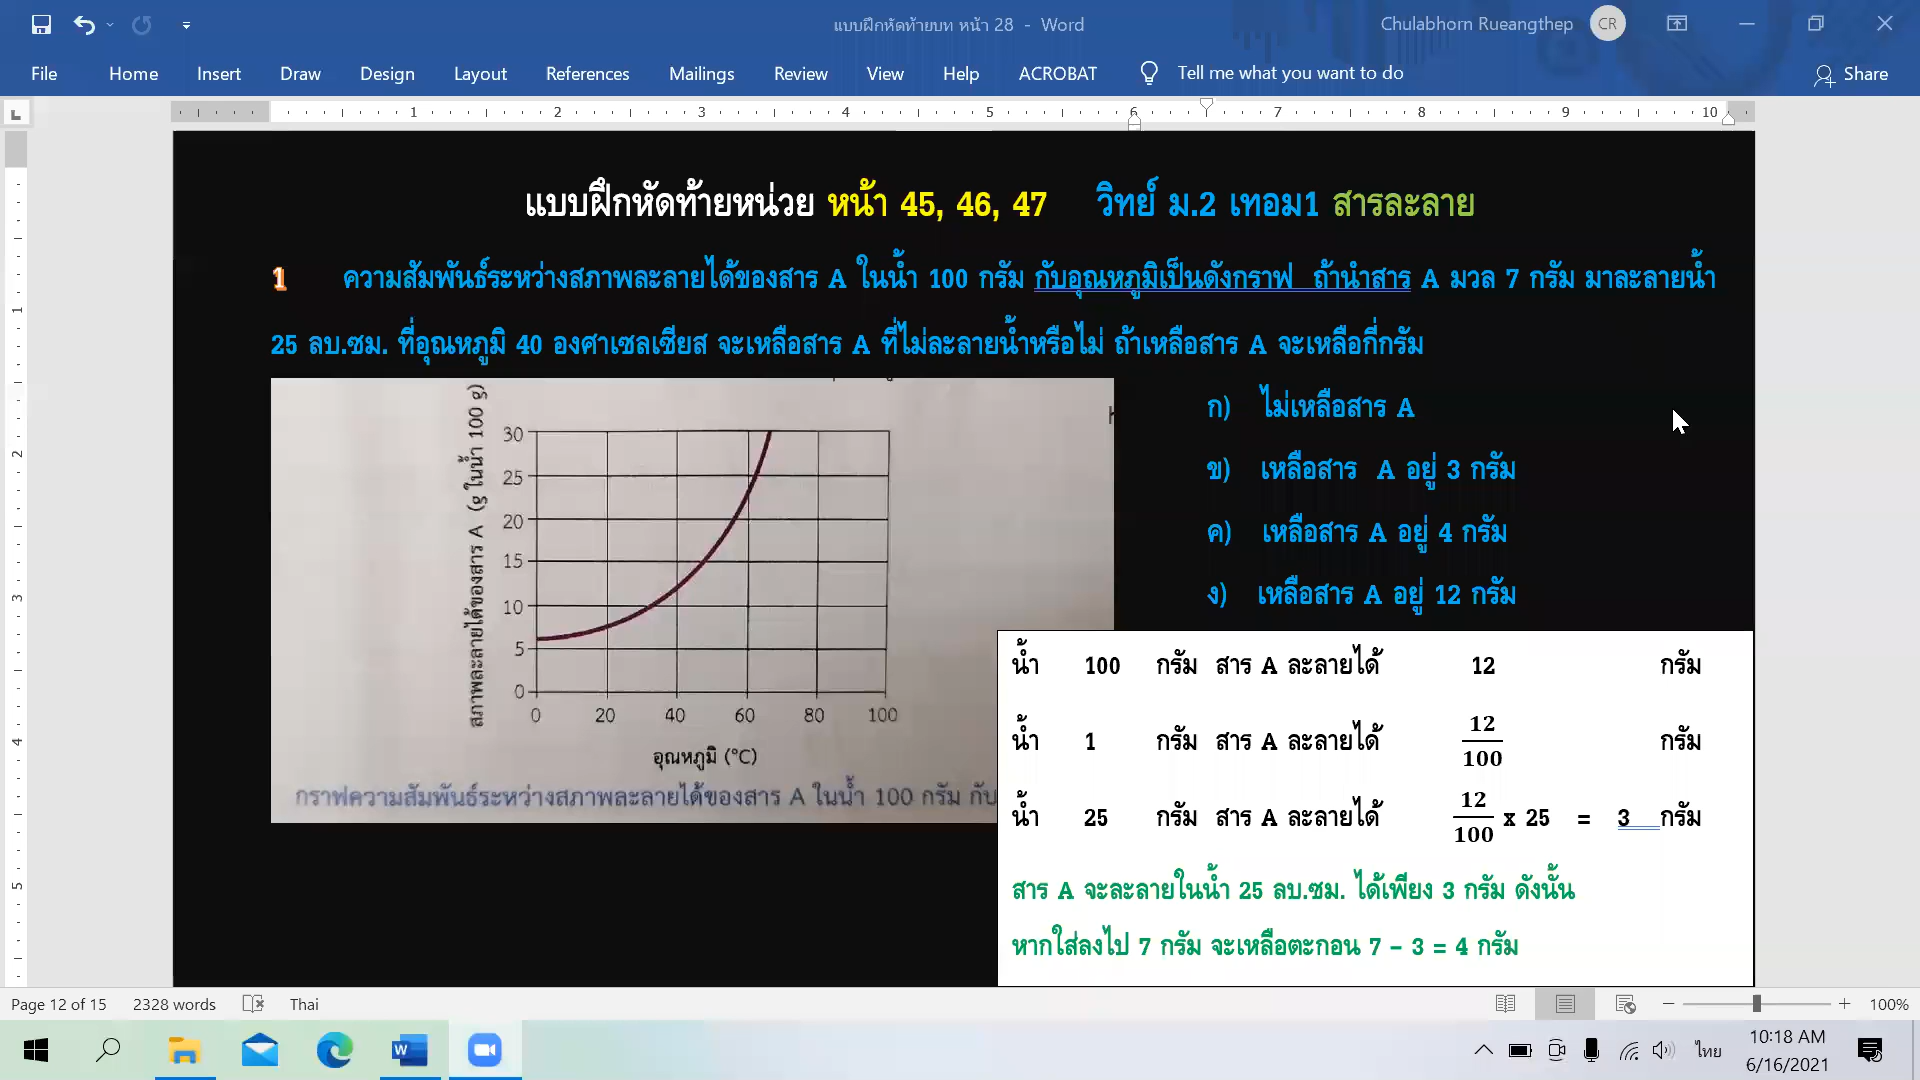 แบบฝึกหัดท้ายบท หน้า 28 - Word
Chulabhorn Rueangthep CR
File Home Insert Draw Design Layout References Mailings Review View Help ACROBAT Tell me what you want to do Share
1 2 3 4 5 6 7 8 9 10
แบบฝึกหัดท้ายหน่วย หน้า 45, 46, 47 วิทย์ ม.2 เทอม1 สารละลาย
1 ความสัมพันธ์ระหว่างสภาพละลายได้ของสาร A ในน้ำ 100 กรัม กับอุณหภูมิเป็นดังกราฟ ถ้านำสาร A มวล 7 กรัม มาละลายน้ำ
25 ลบ.ซม. ที่อุณหภูมิ 40 องศาเซลเซียส จะเหลือสาร A ที่ไม่ละลายน้ำหรือไม่ ถ้าเหลือสาร A จะเหลือกี่กรัม
สภาพละลายได้ของสาร A (g ในน้ำ 100 g)
30
25
20
15
10
5
0
0 20 40 60 80 100
อุณหภูมิ (°C)
กราฟความสัมพันธ์ระหว่างสภาพละลายได้ของสาร A ในน้ำ 100 กรัม กับ
ก) ไม่เหลือสาร A
ข) เหลือสาร A อยู่ 3 กรัม
ค) เหลือสาร A อยู่ 4 กรัม
ง) เหลือสาร A อยู่ 12 กรัม
น้ำ 100 กรัม สาร A ละลายได้ 12 กรัม
น้ำ 1 กรัม สาร A ละลายได้ 12/100 กรัม
น้ำ 25 กรัม สาร A ละลายได้ 12/100 x 25 = 3 กรัม
สาร A จะละลายในน้ำ 25 ลบ.ซม. ได้เพียง 3 กรัม ดังนั้น
หากใส่ลงไป 7 กรัม จะเหลือตะกอน 7 – 3 = 4 กรัม
1
2
3
4
5
Page 12 of 15 2328 words Thai 100%
ไทย 10:18 AM
6/16/2021